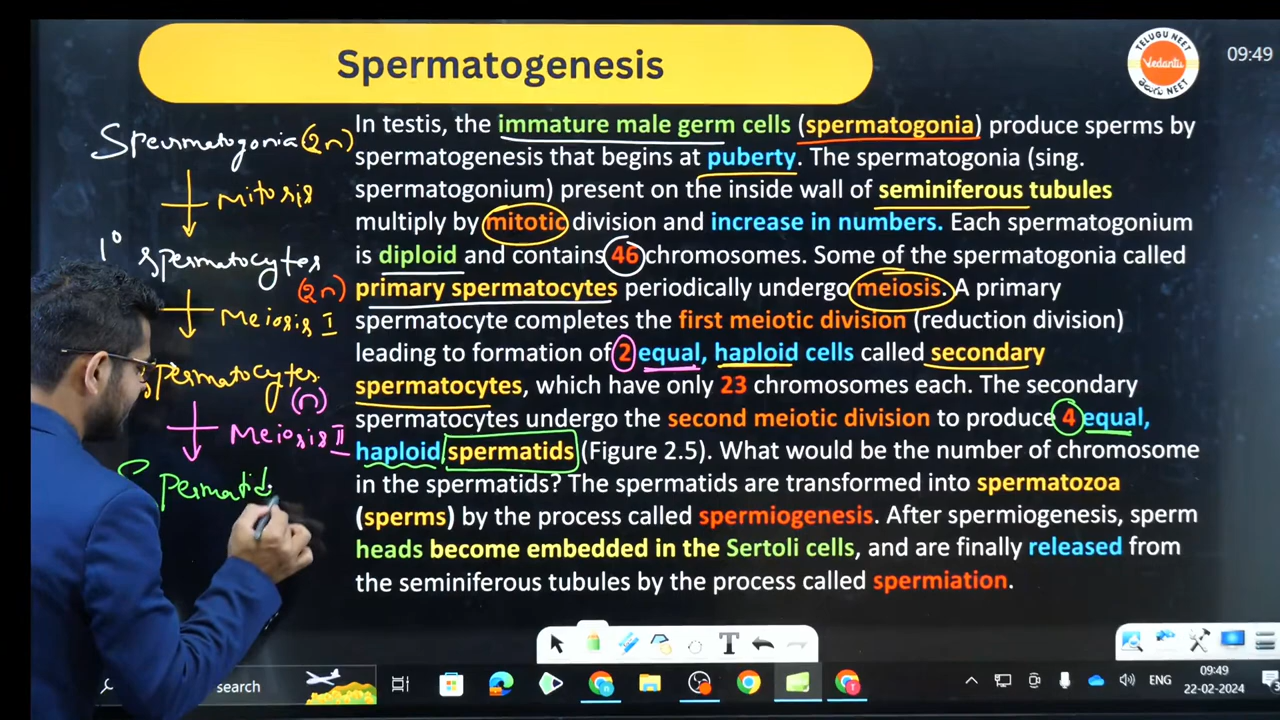 Spermatogenesis
TELUGU NEET
Vedantu
తెలుగు NEET
09:49
In testis, the immature male germ cells (spermatogonia) produce sperms by
spermatogenesis that begins at puberty. The spermatogonia (sing.
spermatogonium) present on the inside wall of seminiferous tubules
multiply by mitotic division and increase in numbers. Each spermatogonium
is diploid and contains 46 chromosomes. Some of the spermatogonia called
primary spermatocytes periodically undergo meiosis. A primary
spermatocyte completes the first meiotic division (reduction division)
leading to formation of 2 equal, haploid cells called secondary
spermatocytes, which have only 23 chromosomes each. The secondary
spermatocytes undergo the second meiotic division to produce 4 equal,
haploid spermatids (Figure 2.5). What would be the number of chromosome
in the spermatids? The spermatids are transformed into spermatozoa
(sperms) by the process called spermiogenesis. After spermiogenesis, sperm
heads become embedded in the Sertoli cells, and are finally released from
the seminiferous tubules by the process called spermiation.
Spermatogonia (2n)
Mitosis
1° spermatocytes
(2n)
Meiosis I
spermatocytes
(n)
Meiosis II
Spermatid
search
ENG
09:49
22-02-2024